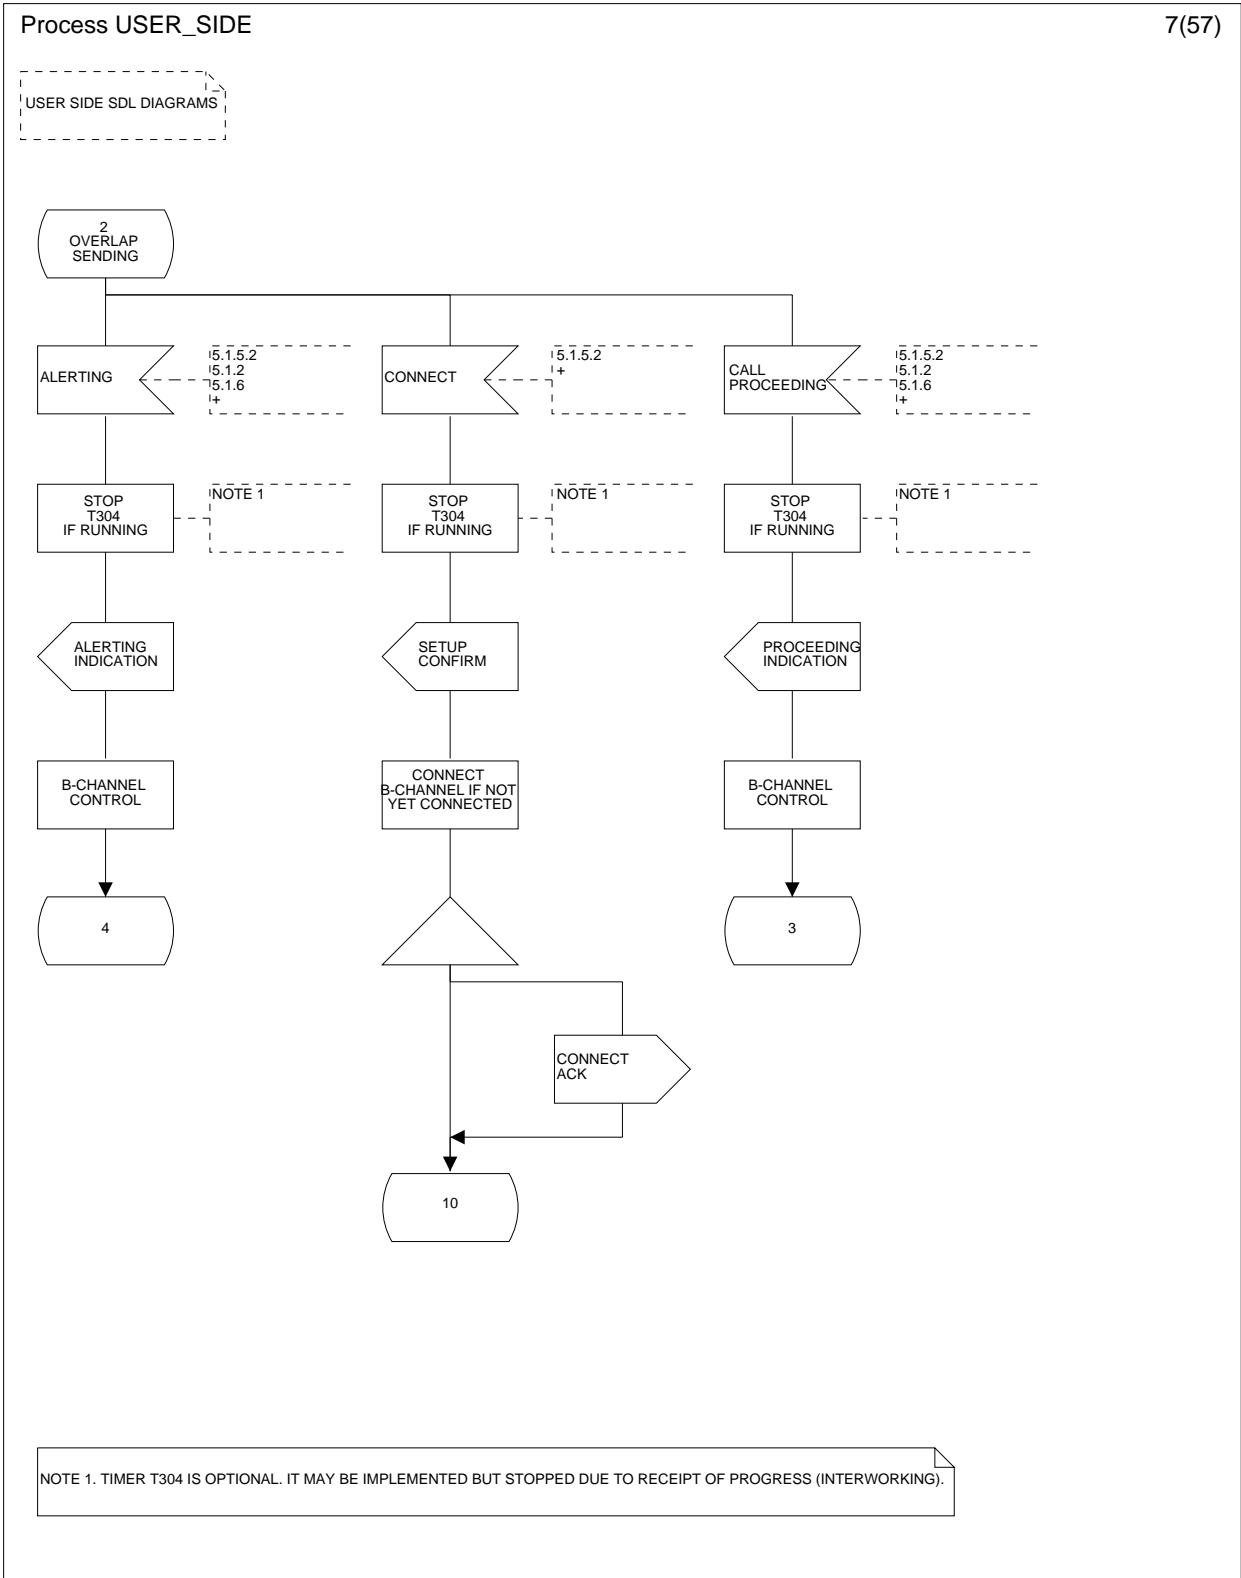 Process USER_SIDE
7(57)
USER SIDE SDL DIAGRAMS
2
OVERLAP
SENDING
ALERTING
5.1.5.2
5.1.2
5.1.6
+
CONNECT
5.1.5.2
+
CALL
PROCEEDING
5.1.5.2
5.1.2
5.1.6
+
STOP
T304
IF RUNNING
NOTE 1
STOP
T304
IF RUNNING
NOTE 1
STOP
T304
IF RUNNING
NOTE 1
ALERTING
INDICATION
SETUP
CONFIRM
PROCEEDING
INDICATION
B-CHANNEL
CONTROL
CONNECT
B-CHANNEL IF NOT
YET CONNECTED
B-CHANNEL
CONTROL
4
3
CONNECT
ACK
10
NOTE 1. TIMER T304 IS OPTIONAL. IT MAY BE IMPLEMENTED BUT STOPPED DUE TO RECEIPT OF PROGRESS (INTERWORKING).